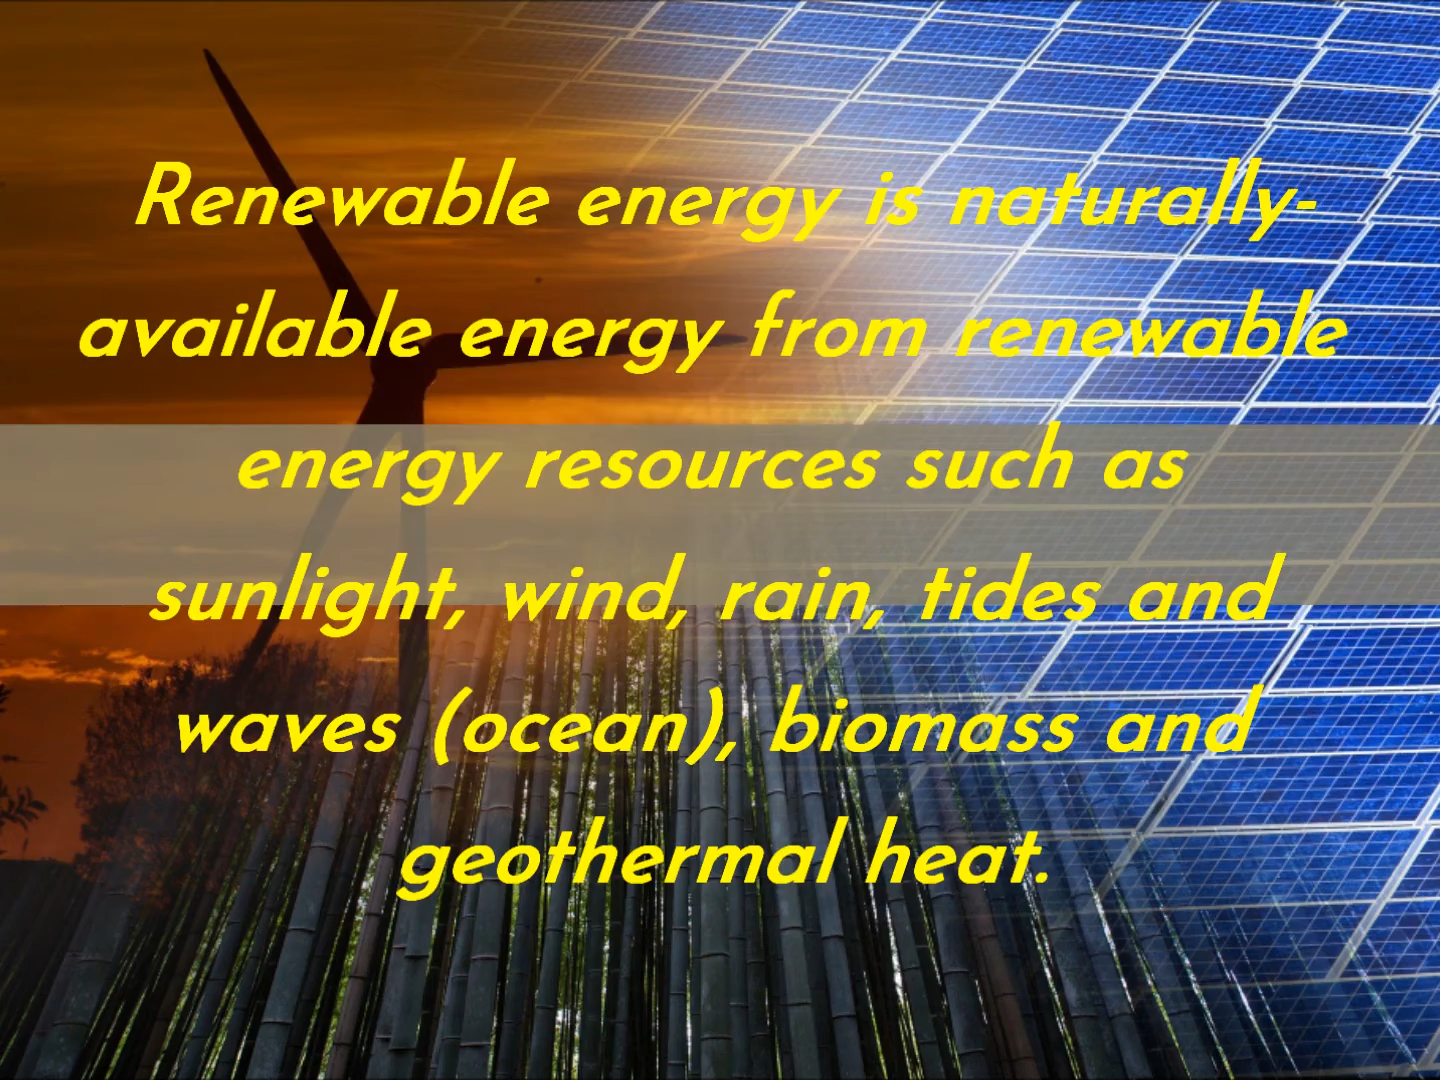 Renewable energy is naturally-
available energy from renewable
energy resources such as
sunlight, wind, rain, tides and
waves (ocean), biomass and
geothermal heat.